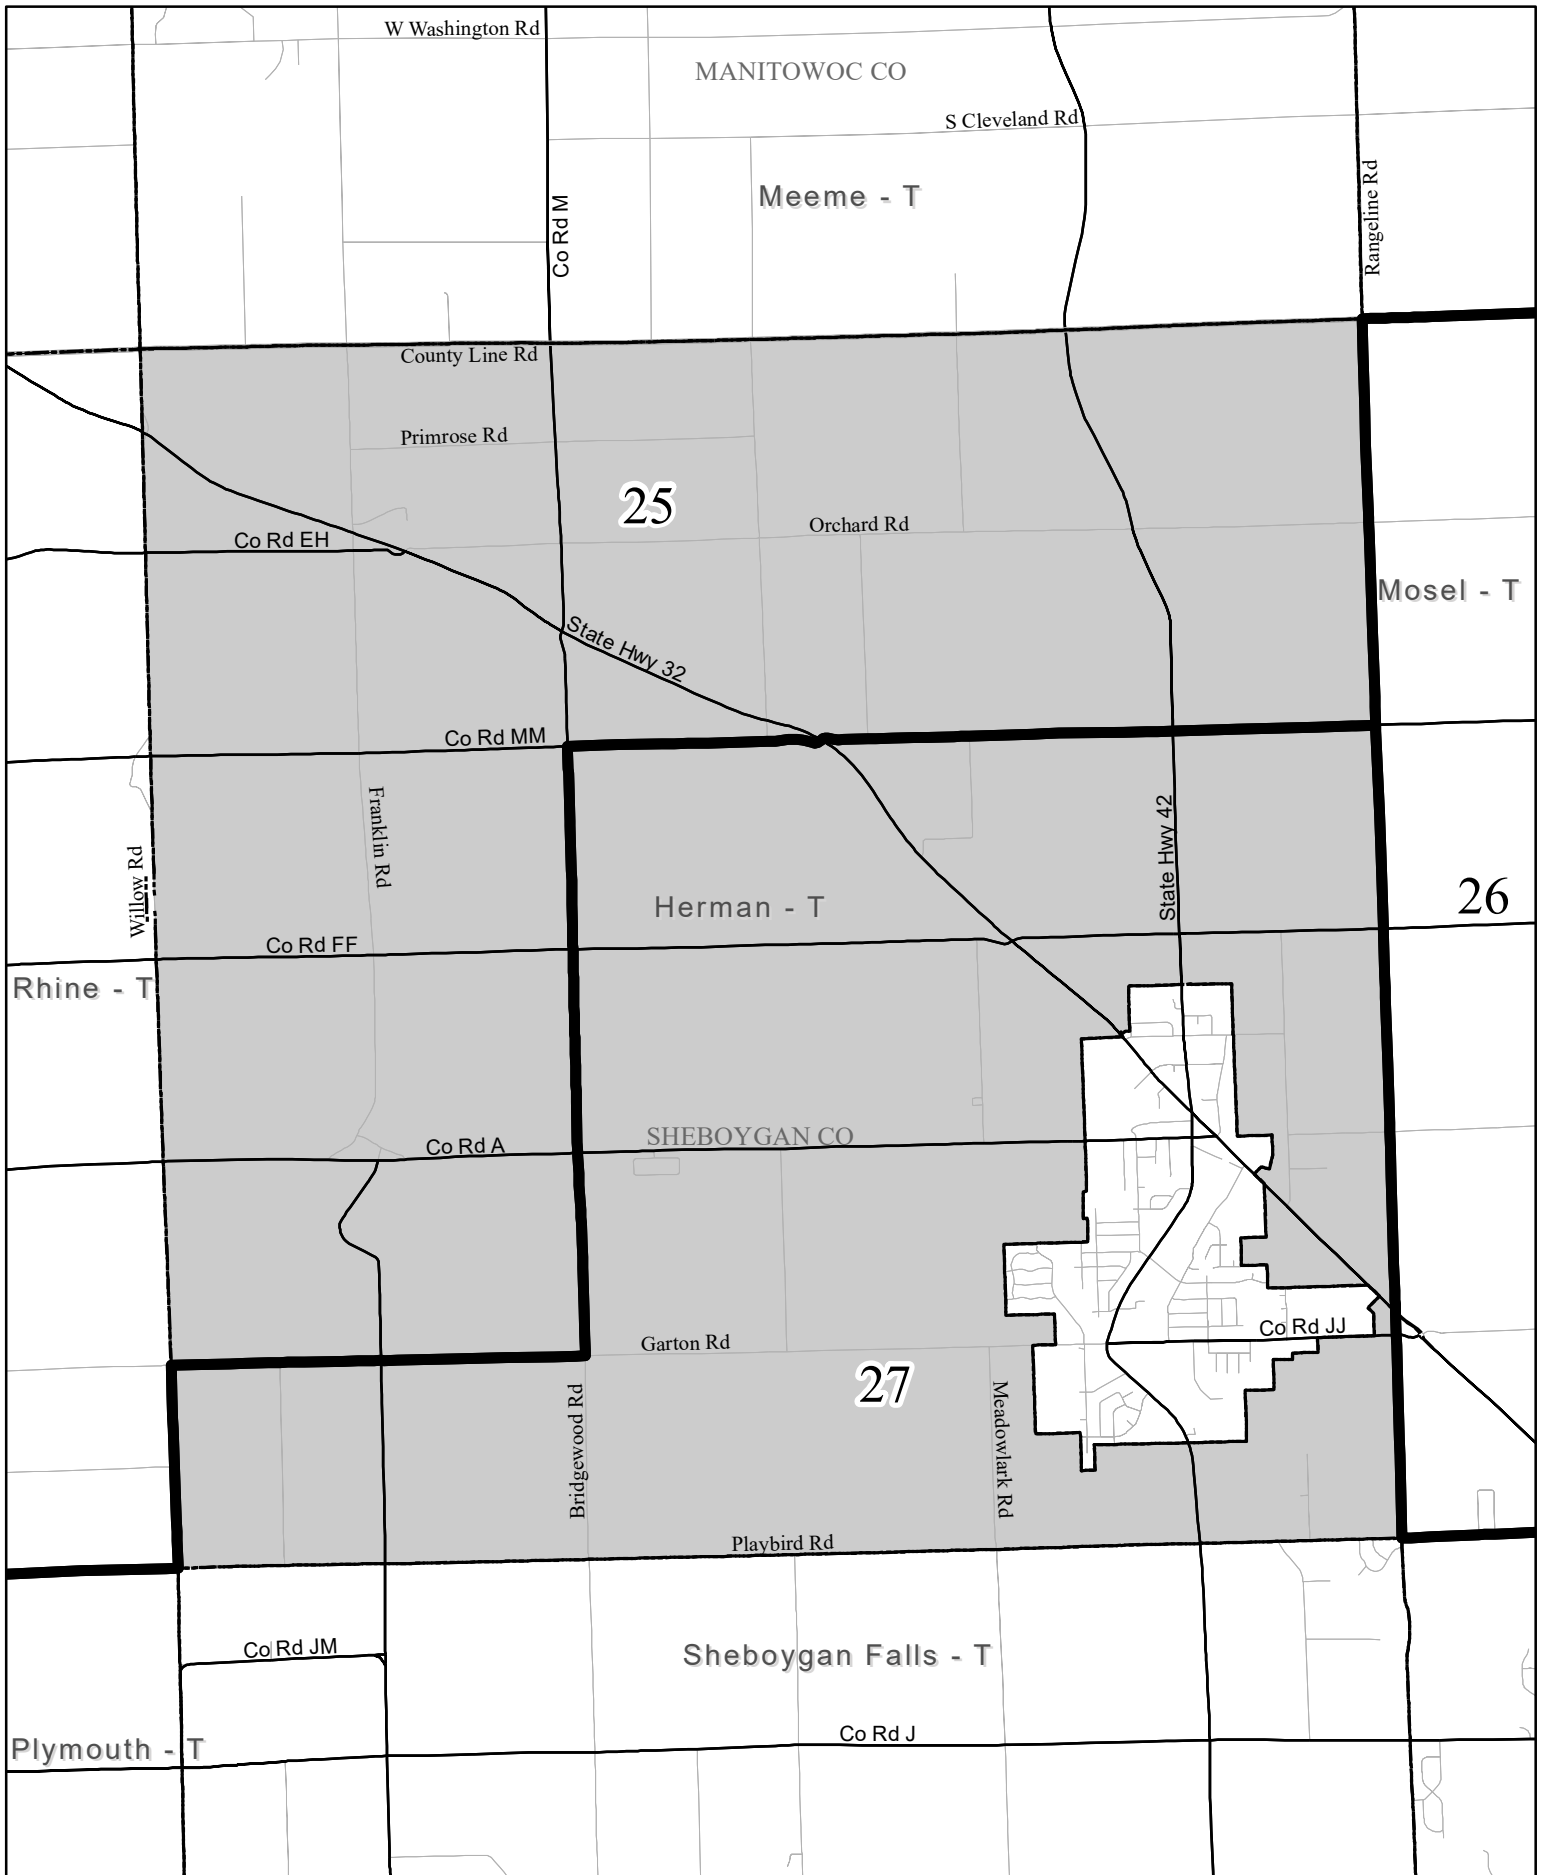 W Washington Rd
MANITOWOC CO
S Cleveland Rd
Meeme - T
Co Rd M
Rangeline Rd
County Line Rd
Primrose Rd
25
Orchard Rd
Co Rd EH
Mosel - T
State Hwy 32
Co Rd MM
Franklin Rd
State Hwy 42
Willow Rd
Herman - T
26
Co Rd FF
Rhine - T
SHEBOYGAN CO
Co Rd A
Co Rd JJ
Garton Rd
27
Bridgewood Rd
Meadowlark Rd
Playbird Rd
Co Rd JM
Sheboygan Falls - T
Co Rd J
Plymouth - T